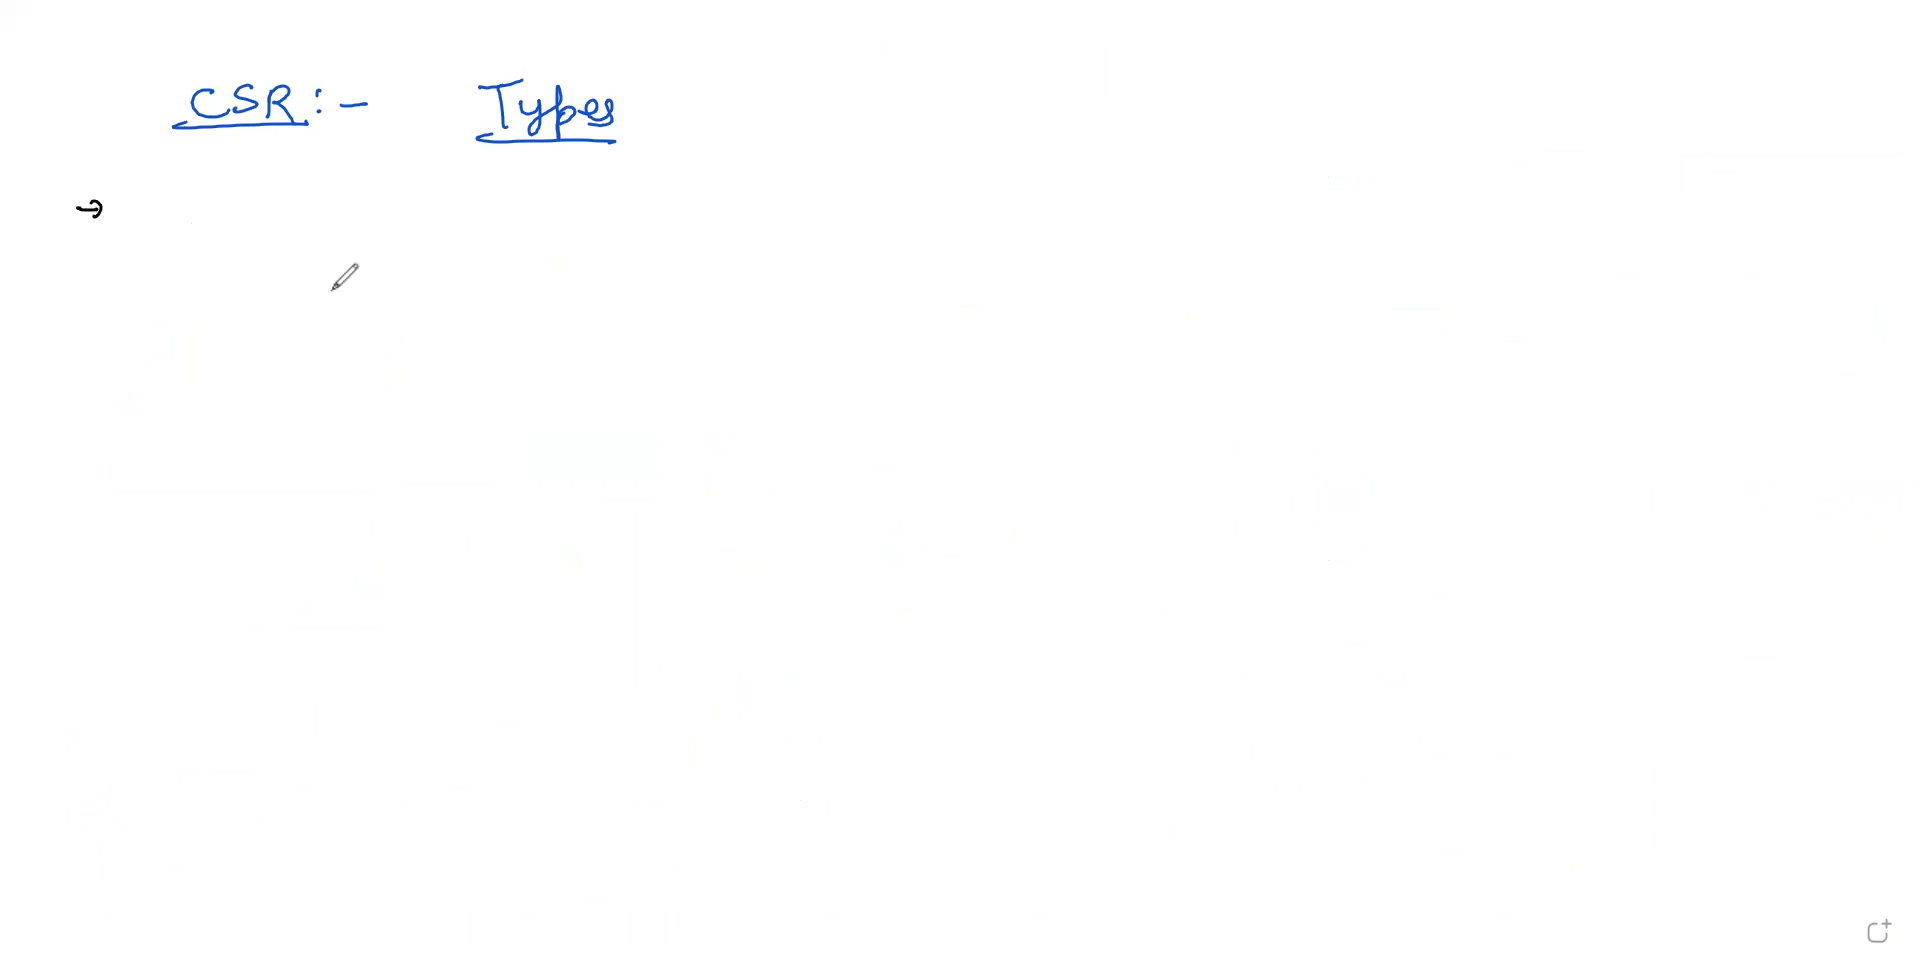 CSR :- Types
→